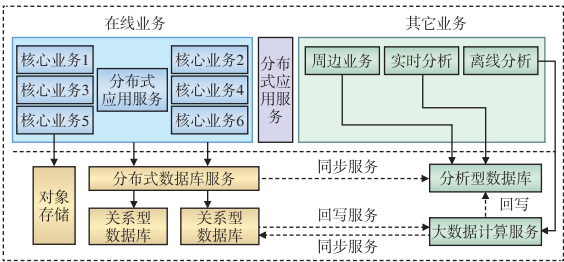 在线业务
其它业务
核心业务1
核心业务2
核心业务3
核心业务4
核心业务5
核心业务6
分布式
应用服务
分布
式应
用服
务
周边业务
实时分析
离线分析
对象
存储
分布式数据库服务
同步服务
分析型数据库
关系型
数据库
关系型
数据库
回写服务
同步服务
回写
大数据计算服务